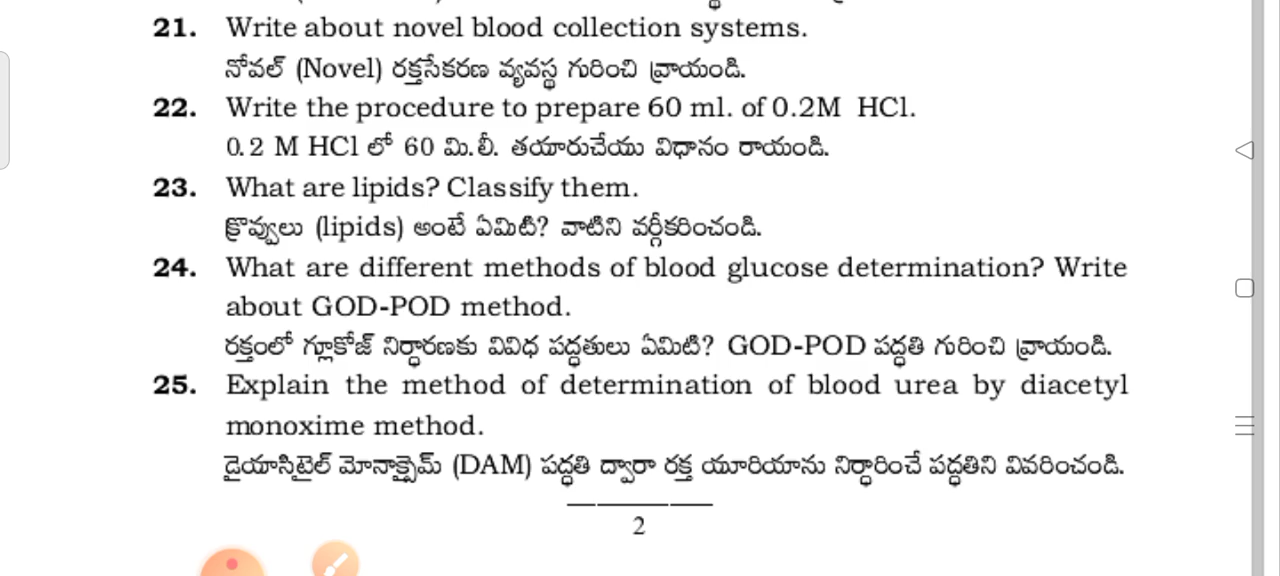 21. Write about novel blood collection systems.
నోవల్ (Novel) రక్తసేకరణ వ్యవస్థ గురించి వ్రాయండి.
22. Write the procedure to prepare 60 ml. of 0.2M HCl.
0.2 M HCl లో 60 మి.లీ. తయారుచేయు విధానం రాయండి.
23. What are lipids? Classify them.
క్రొవ్వులు (lipids) అంటే ఏమిటి? వాటిని వర్గీకరించండి.
24. What are different methods of blood glucose determination? Write
about GOD-POD method.
రక్తంలో గ్లూకోజ్ నిర్ధారణకు వివిధ పద్ధతులు ఏమిటి? GOD-POD పద్ధతి గురించి వ్రాయండి.
25. Explain the method of determination of blood urea by diacetyl
monoxime method.
డైయాసిటైల్ మోనాక్సైమ్ (DAM) పద్ధతి ద్వారా రక్త యూరియాను నిర్ధారించే పద్ధతిని వివరించండి.
2